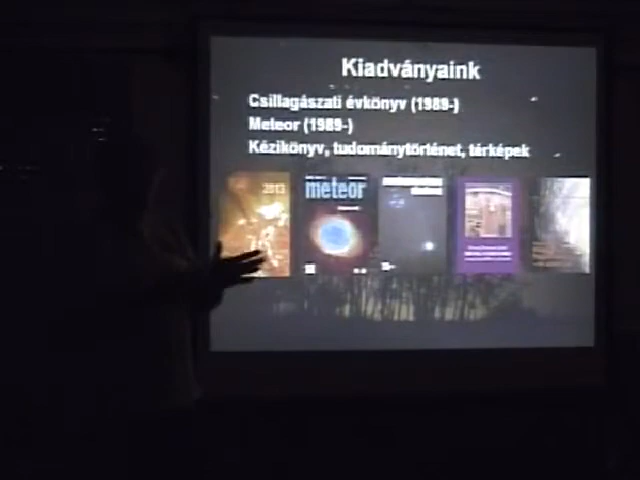 Kiadványaink
Csillagászati évkönyv (1989-)
Meteor (1989-)
Kézikönyv, tudománytörténet, térképek
2013
meteor